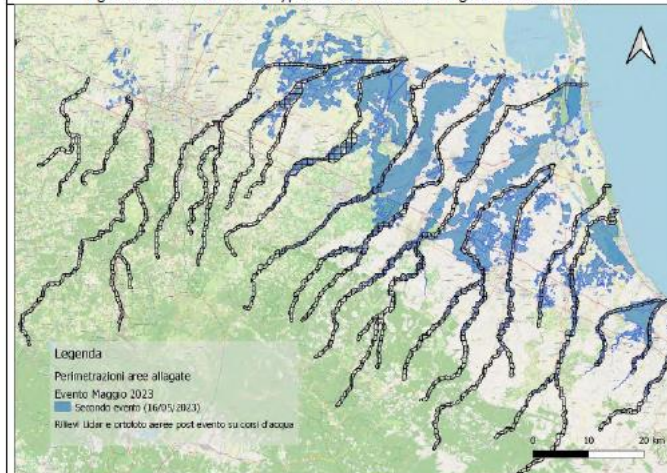 Legenda
Perimetrazioni aree allagate
Evento Maggio 2023
Secondo evento (16/05/2023)
Rilievi Lidar e ortofoto aeree post evento su corsi d'acqua
0 10 20 km